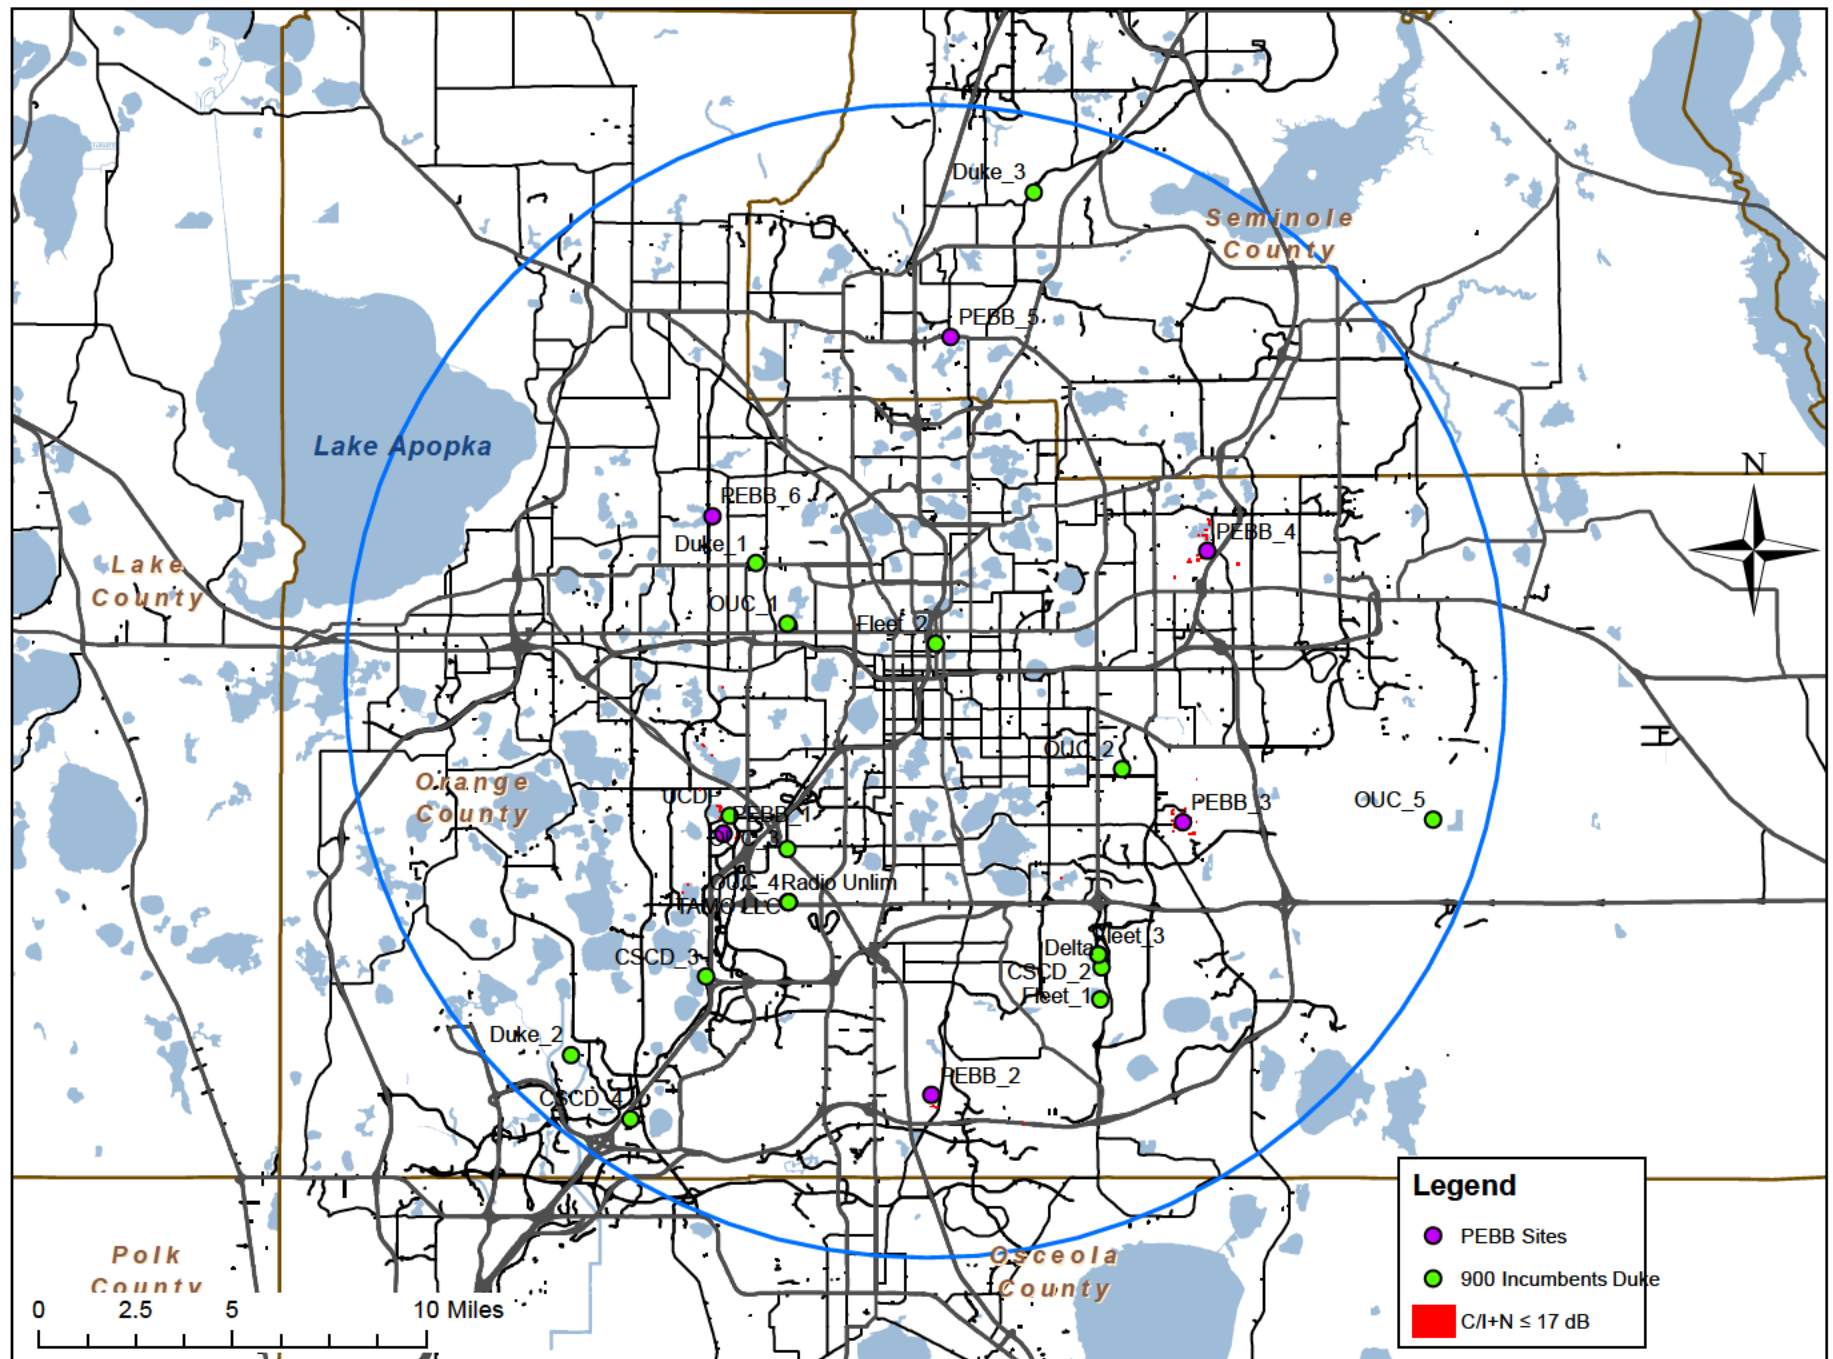 Duke_3
Seminole
County
PEBB_5
Lake Apopka
N
PEBB_6
PEBB_4
Duke_1
Lake
County
OUC_1
Fleet_2
OUC_2
Orange
County
UCDP
PEBB_1
PEBB_3
OUC_5
OUC_3
OUC_4 Radio Unlim
TAMO LLC
Fleet_3
Delta
CSCD_3
CSCD_2
Fleet_1
Duke_2
PEBB_2
CSCD_4
Legend
PEBB Sites
900 Incumbents Duke
C/I+N ≤ 17 dB
Polk
County
Osceola
County
0 2.5 5 10 Miles